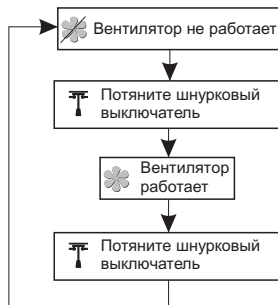 Вентилятор не работает
Потяните шнурковый
выключатель
Вентилятор
работает
Потяните шнурковый
выключатель